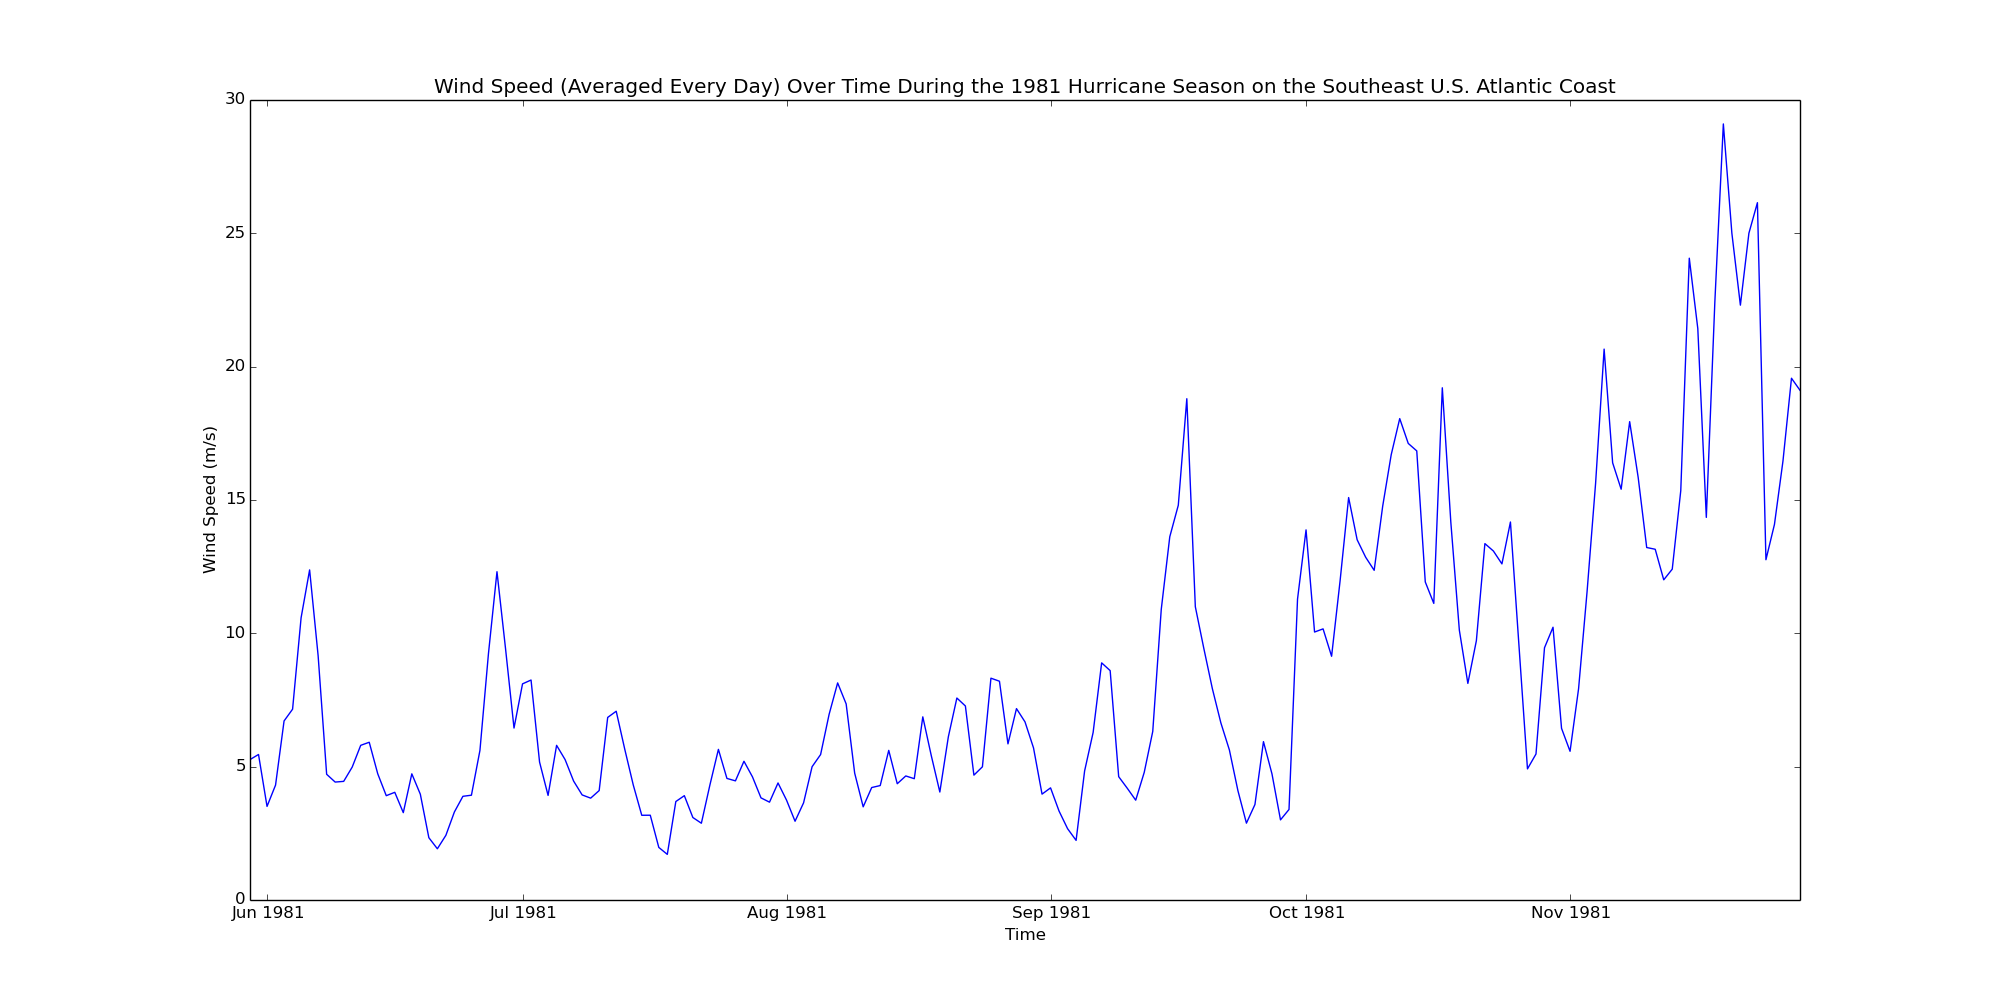 Wind Speed (Averaged Every Day) Over Time During the 1981 Hurricane Season on the Southeast U.S. Atlantic Coast
30
25
20
15
10
5
0
Wind Speed (m/s)
Jun 1981 Jul 1981 Aug 1981 Sep 1981 Oct 1981 Nov 1981
Time